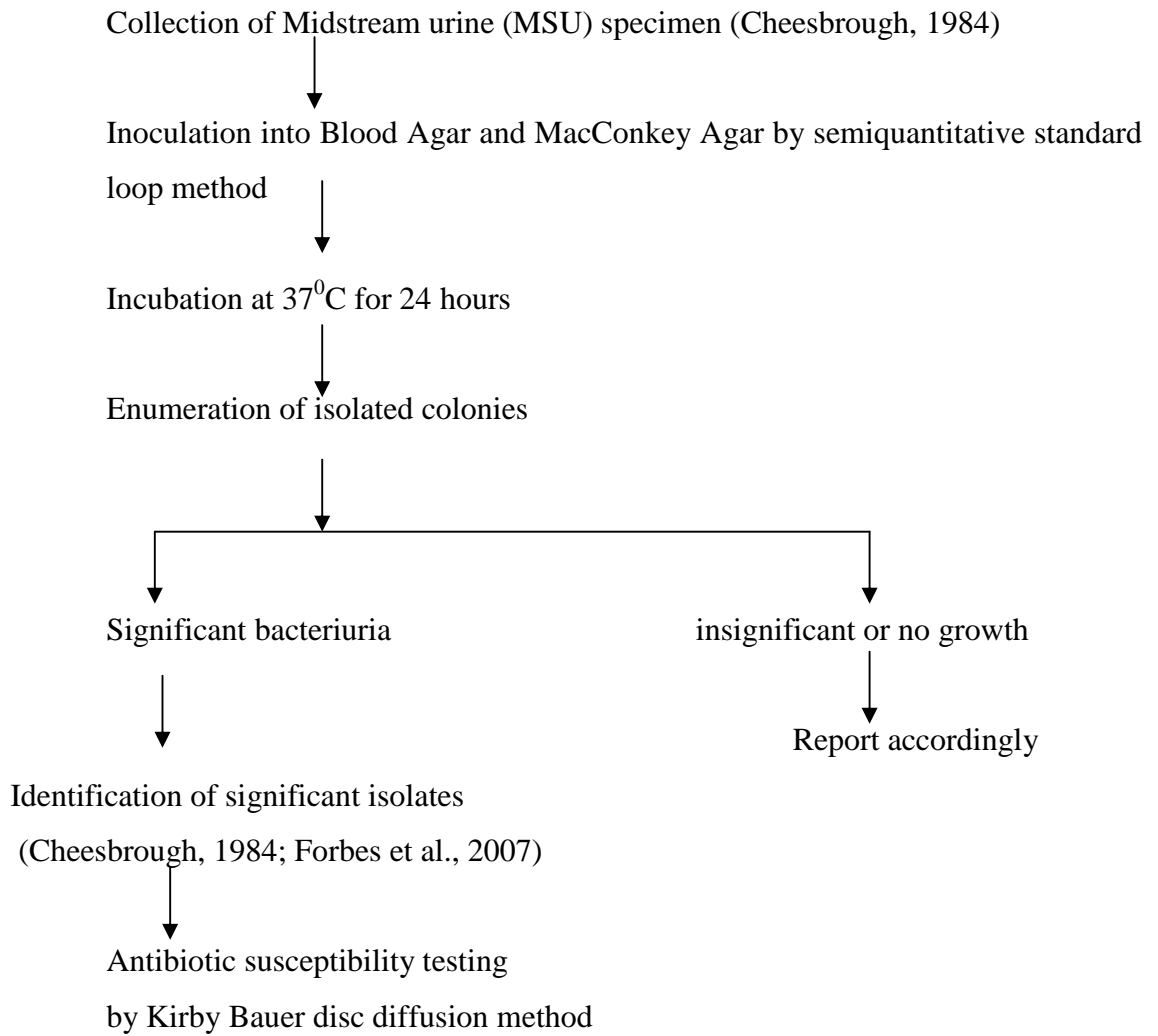 Collection of Midstream urine (MSU) specimen (Cheesbrough, 1984)
Inoculation into Blood Agar and MacConkey Agar by semiquantitative standard
loop method
Incubation at 37⁰C for 24 hours
Enumeration of isolated colonies
Significant bacteriuria
insignificant or no growth
Report accordingly
Identification of significant isolates
(Cheesbrough, 1984; Forbes et al., 2007)
Antibiotic susceptibility testing
by Kirby Bauer disc diffusion method